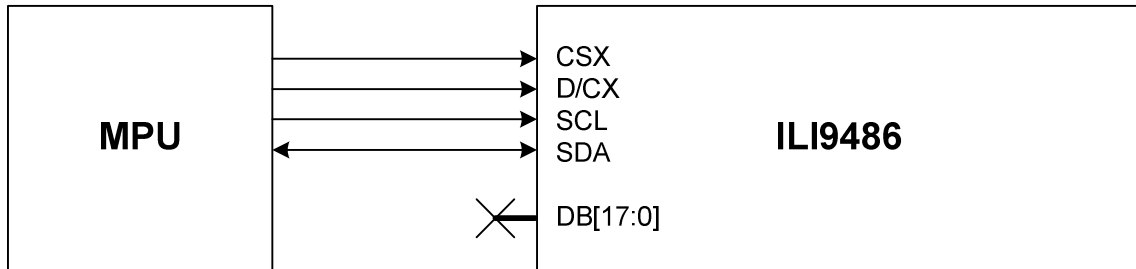 MPU
CSX
D/CX
SCL
SDA
DB[17:0]
ILI9486